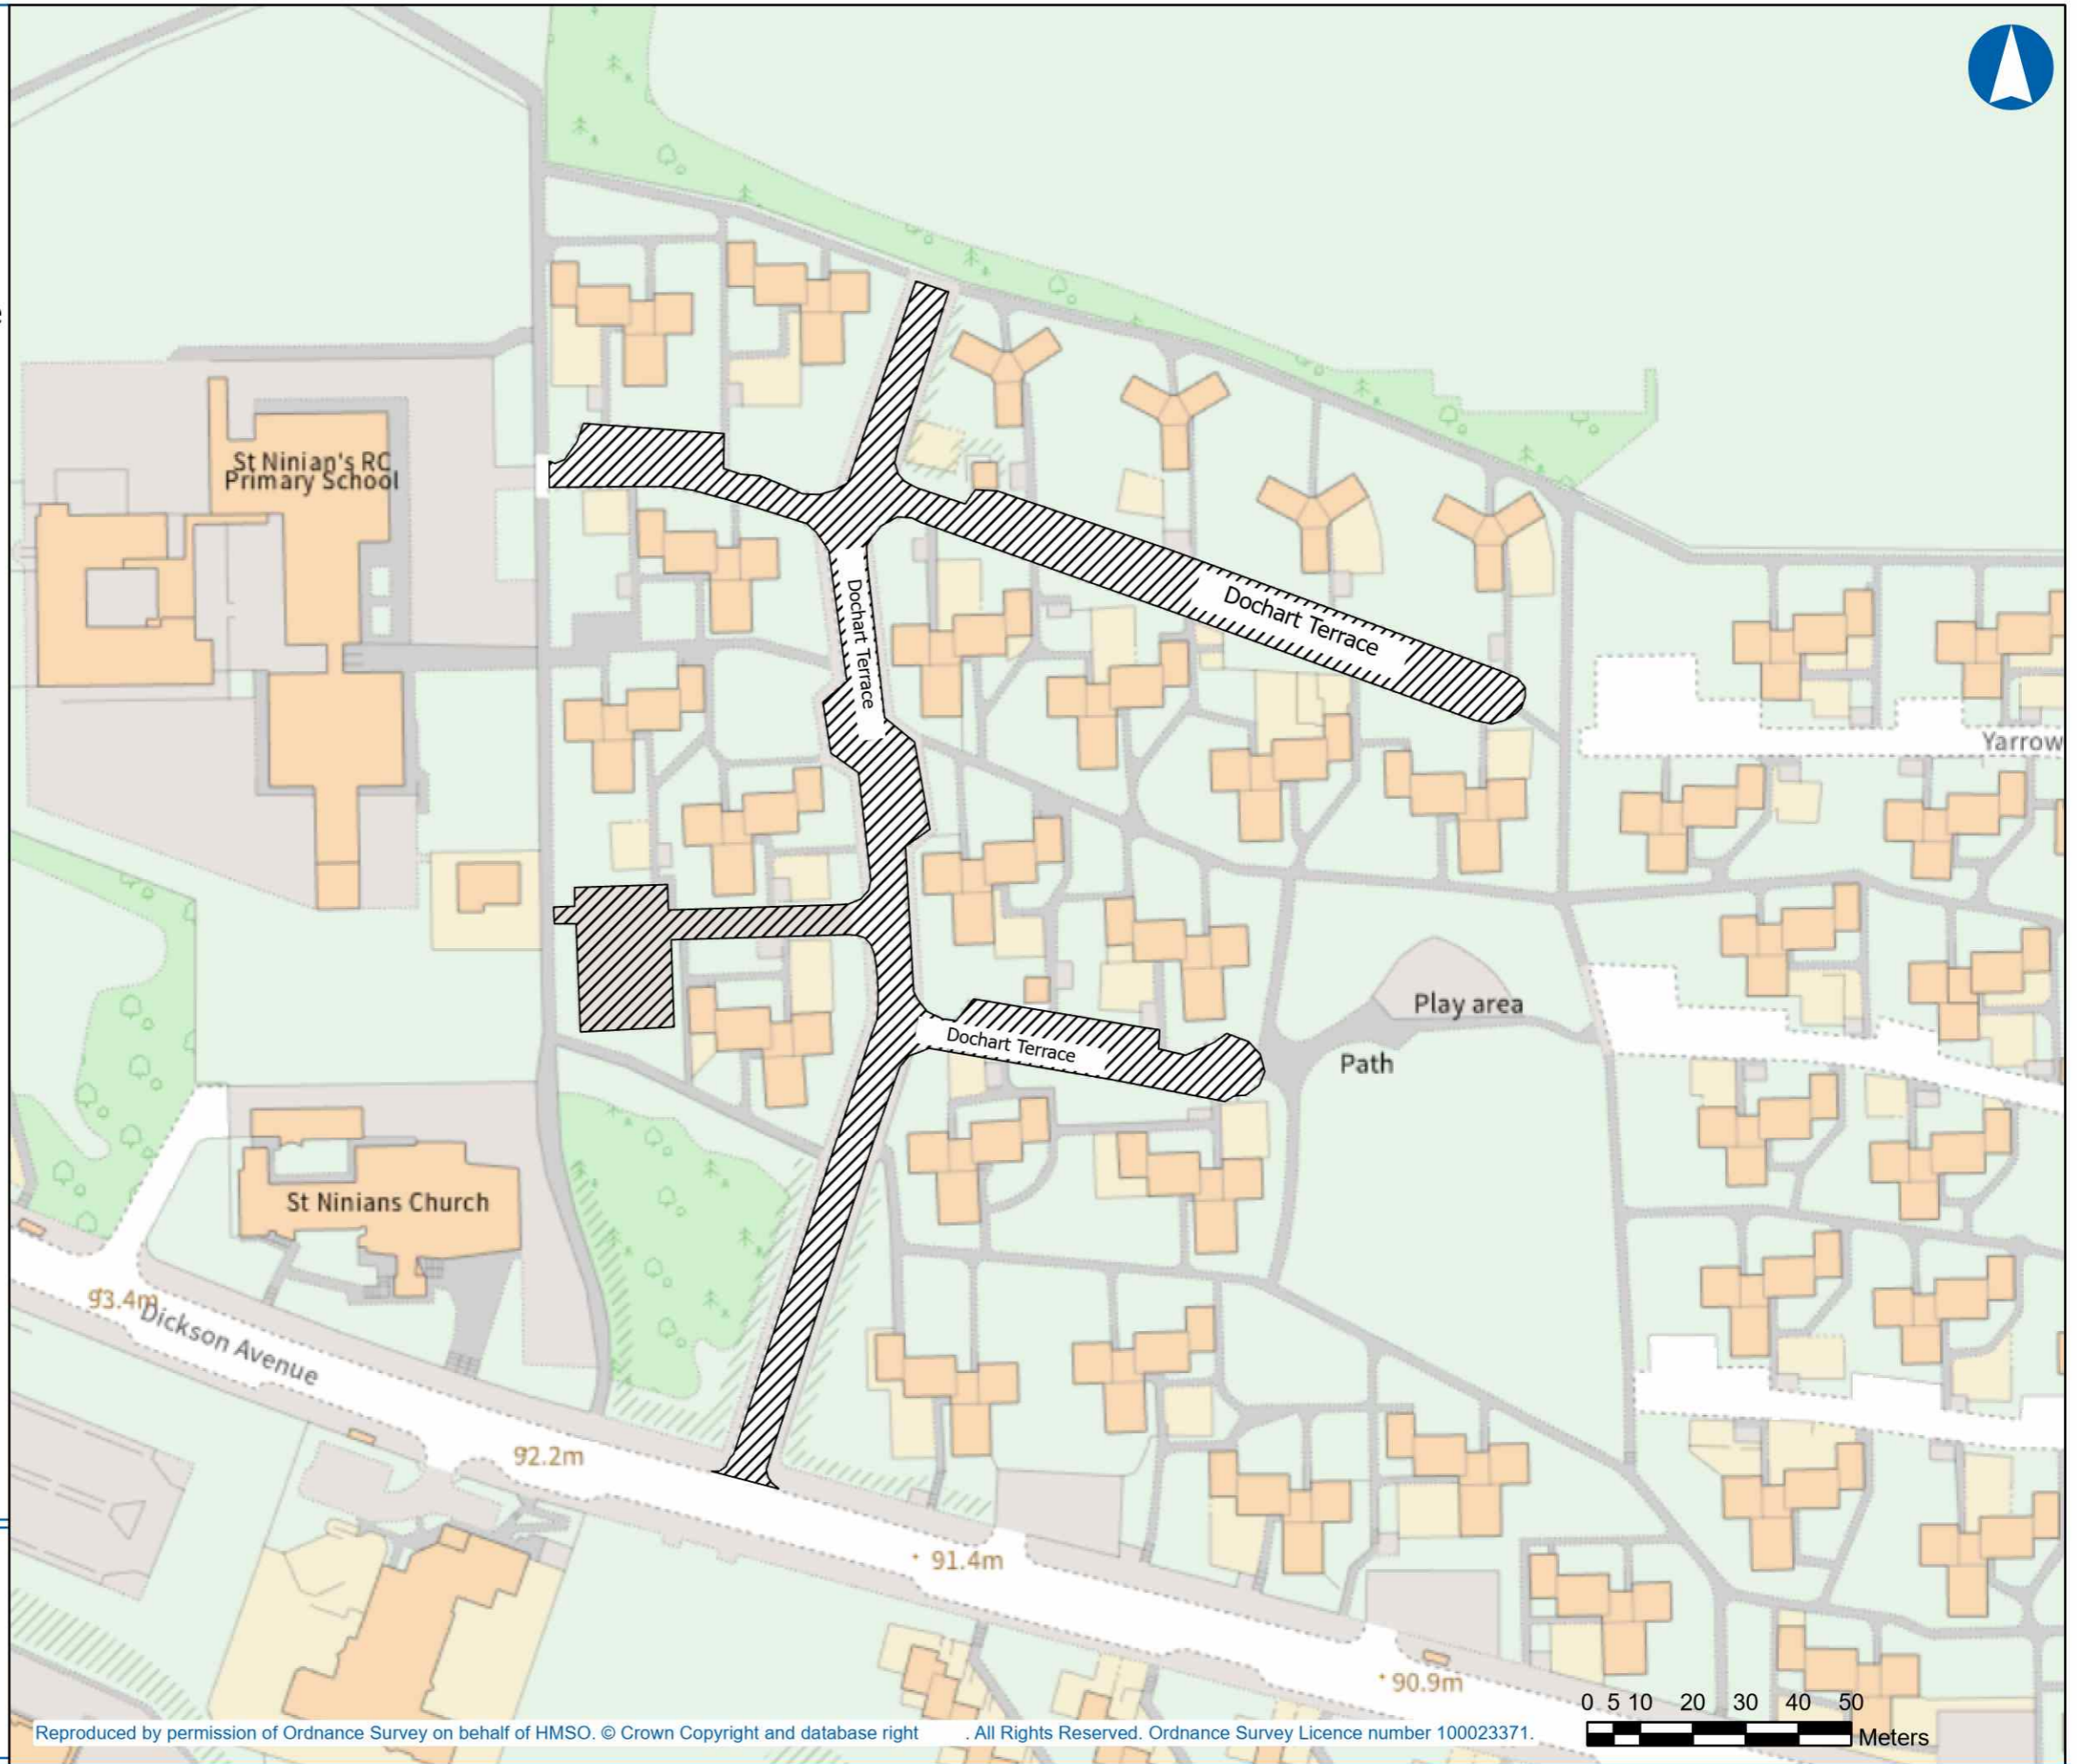 St Ninian's RC
Primary School
Dochart Terrace
Dochart Terrace
Yarrow
Play area
Dochart Terrace
Path
St Ninians Church
93.4m
Dickson Avenue
92.2m
91.4m
90.9m
0 5 10 20 30 40 50
Meters
Reproduced by permission of Ordnance Survey on behalf of HMSO. © Crown Copyright and database right . All Rights Reserved. Ordnance Survey Licence number 100023371.